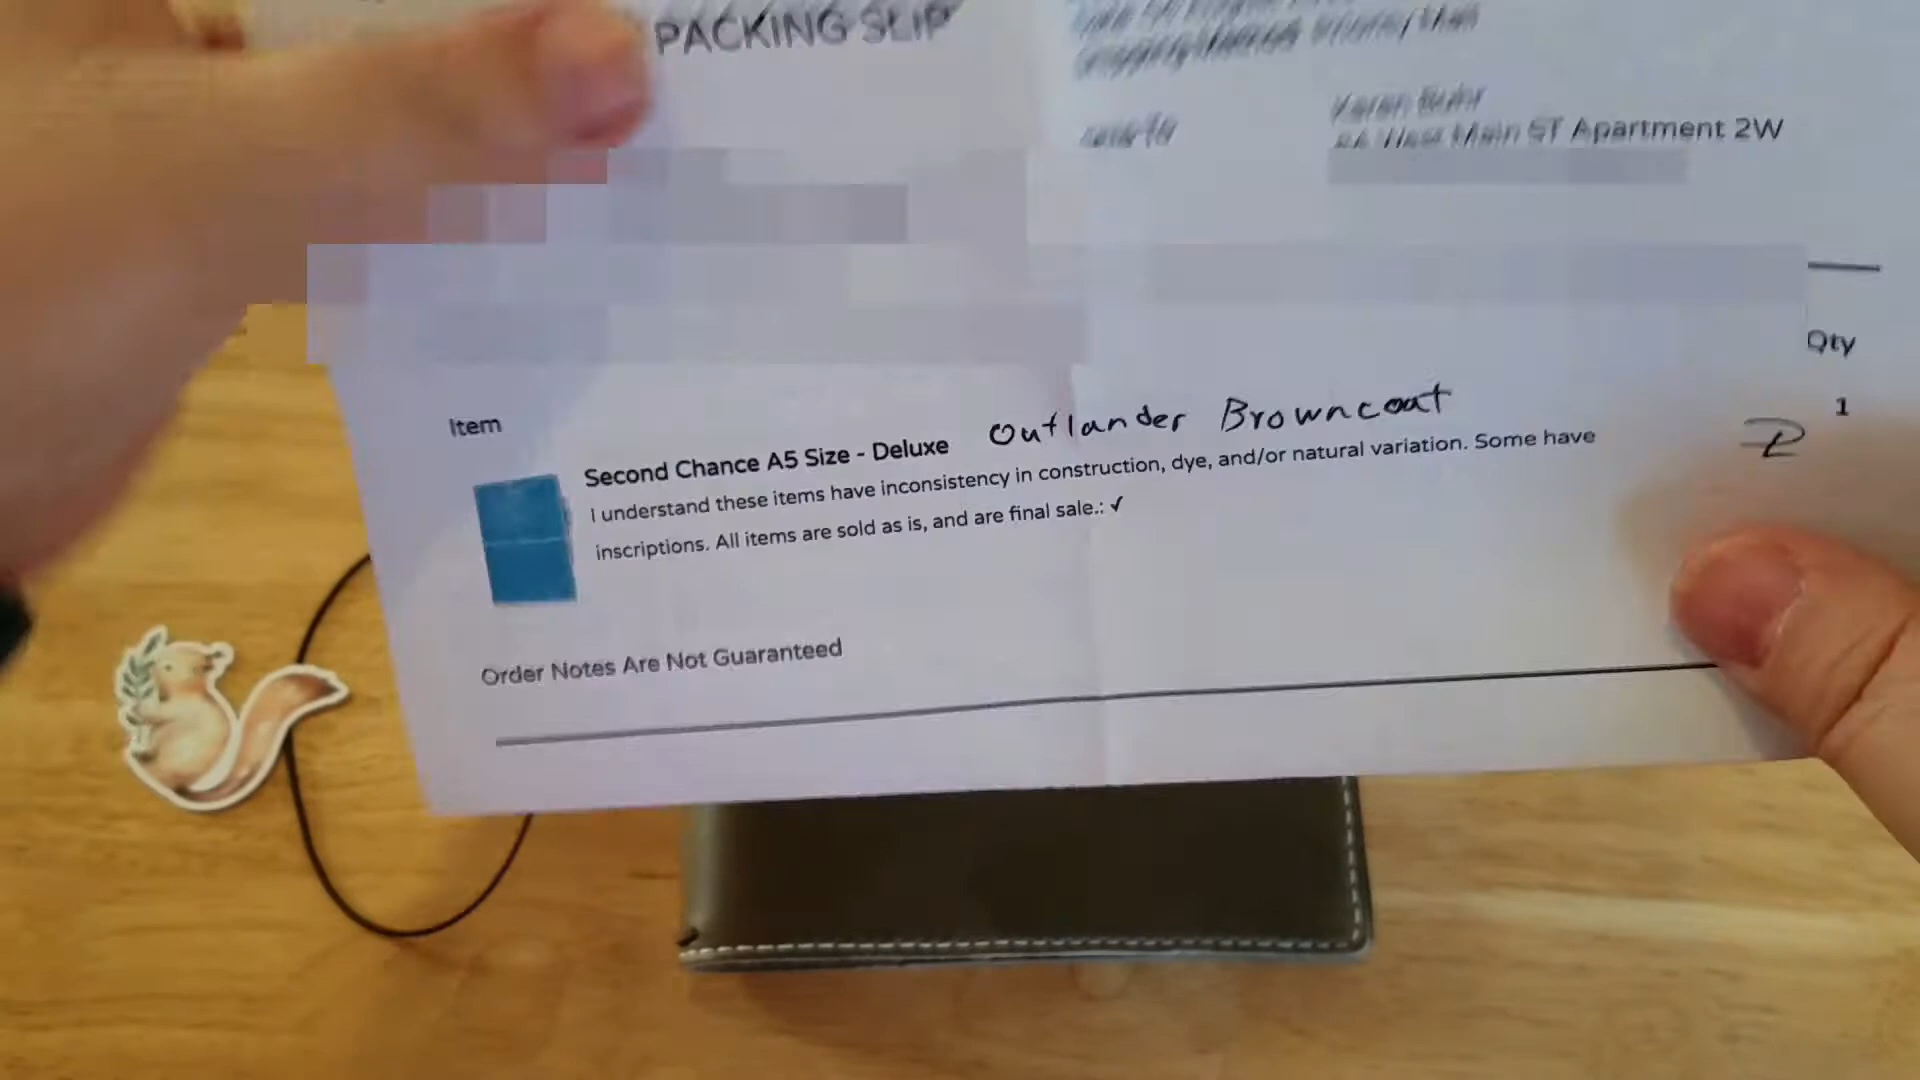 PACKING SLIP
ST Apartment 2W
Qty
Item
Second Chance A5 Size - Deluxe Outlander Browncoat
1
I understand these items have inconsistency in construction, dye, and/or natural variation. Some have
inscriptions. All items are sold as is, and are final sale.: ✓
Order Notes Are Not Guaranteed